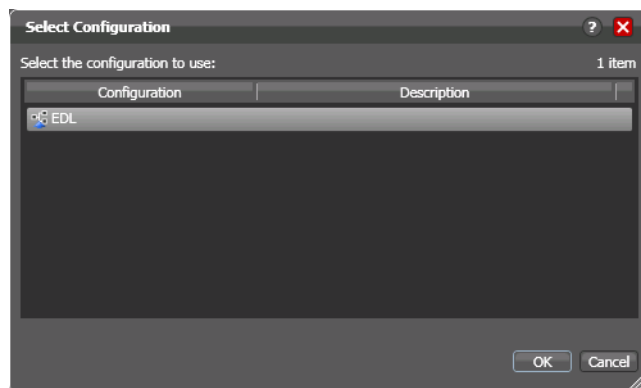 Select Configuration ? X
Select the configuration to use: 1 item
Configuration Description
EDL
OK Cancel